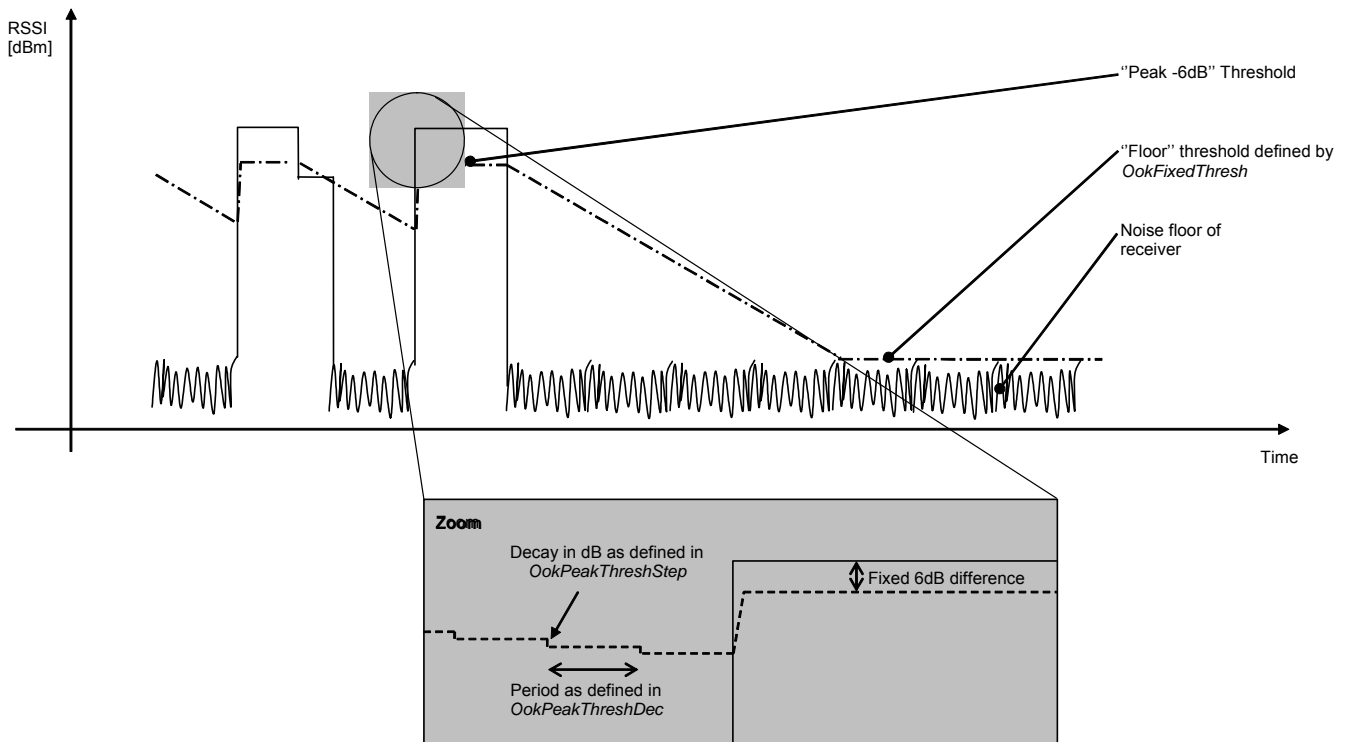 RSSI
[dBm]
‘‘Peak -6dB’’ Threshold
‘‘Floor’’ threshold defined by
OokFixedThresh
Noise floor of
receiver
Time
Zoom
Decay in dB as defined in
OokPeakThreshStep
Fixed 6dB difference
Period as defined in
OokPeakThreshDec